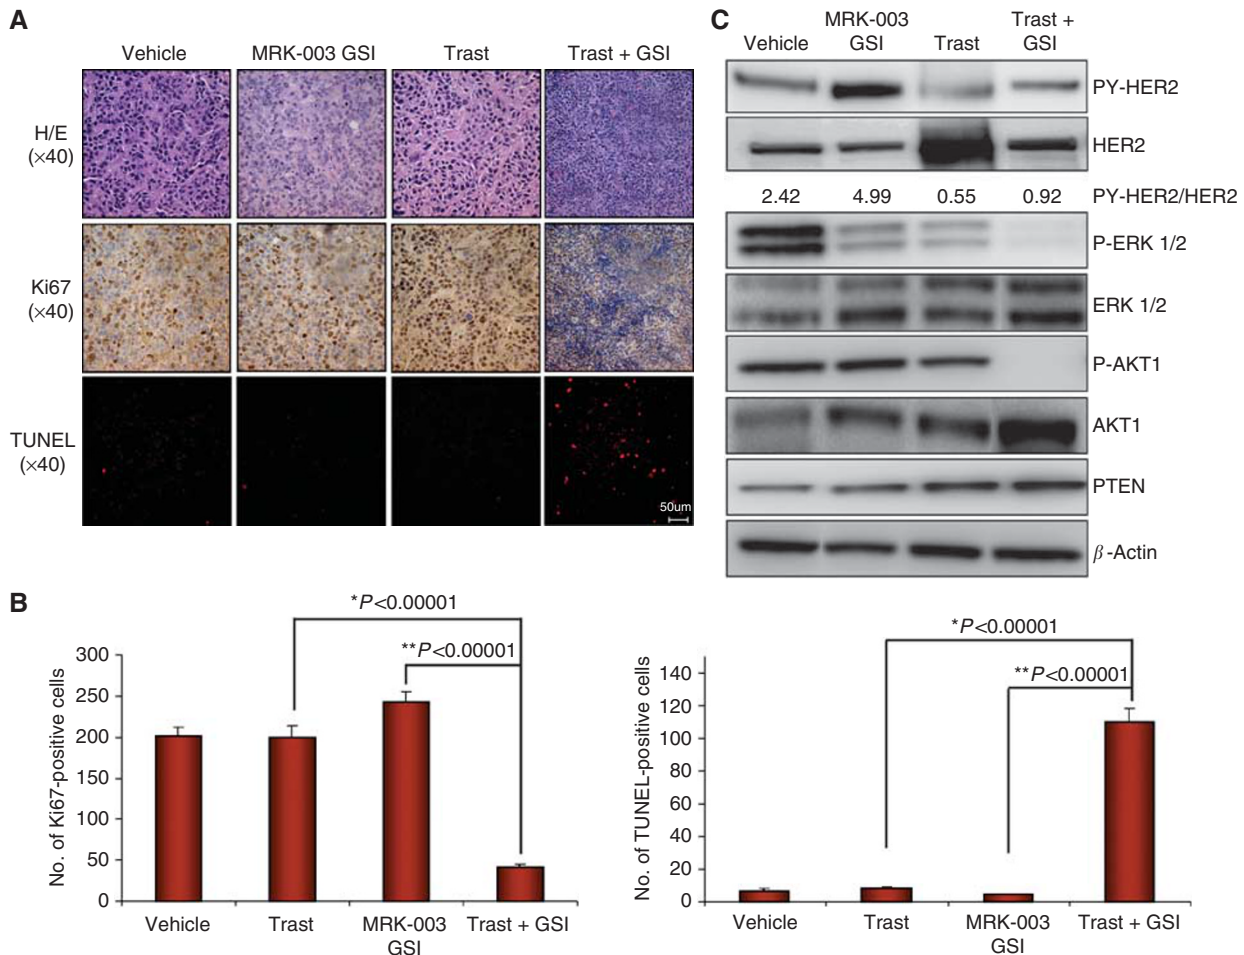 A
Vehicle MRK-003 GSI Trast Trast + GSI
H/E
(×40)
Ki67
(×40)
TUNEL
(×40)
50um
C
Vehicle MRK-003 GSI Trast Trast + GSI
PY-HER2
HER2
2.42 4.99 0.55 0.92 PY-HER2/HER2
P-ERK 1/2
ERK 1/2
P-AKT1
AKT1
PTEN
β-Actin
B
*P<0.00001
**P<0.00001
No. of Ki67-positive cells
300
250
200
150
100
50
0
Vehicle Trast MRK-003 GSI Trast + GSI
*P<0.00001
**P<0.00001
No. of TUNEL-positive cells
140
120
100
80
60
40
20
0
Vehicle Trast MRK-003 GSI Trast + GSI